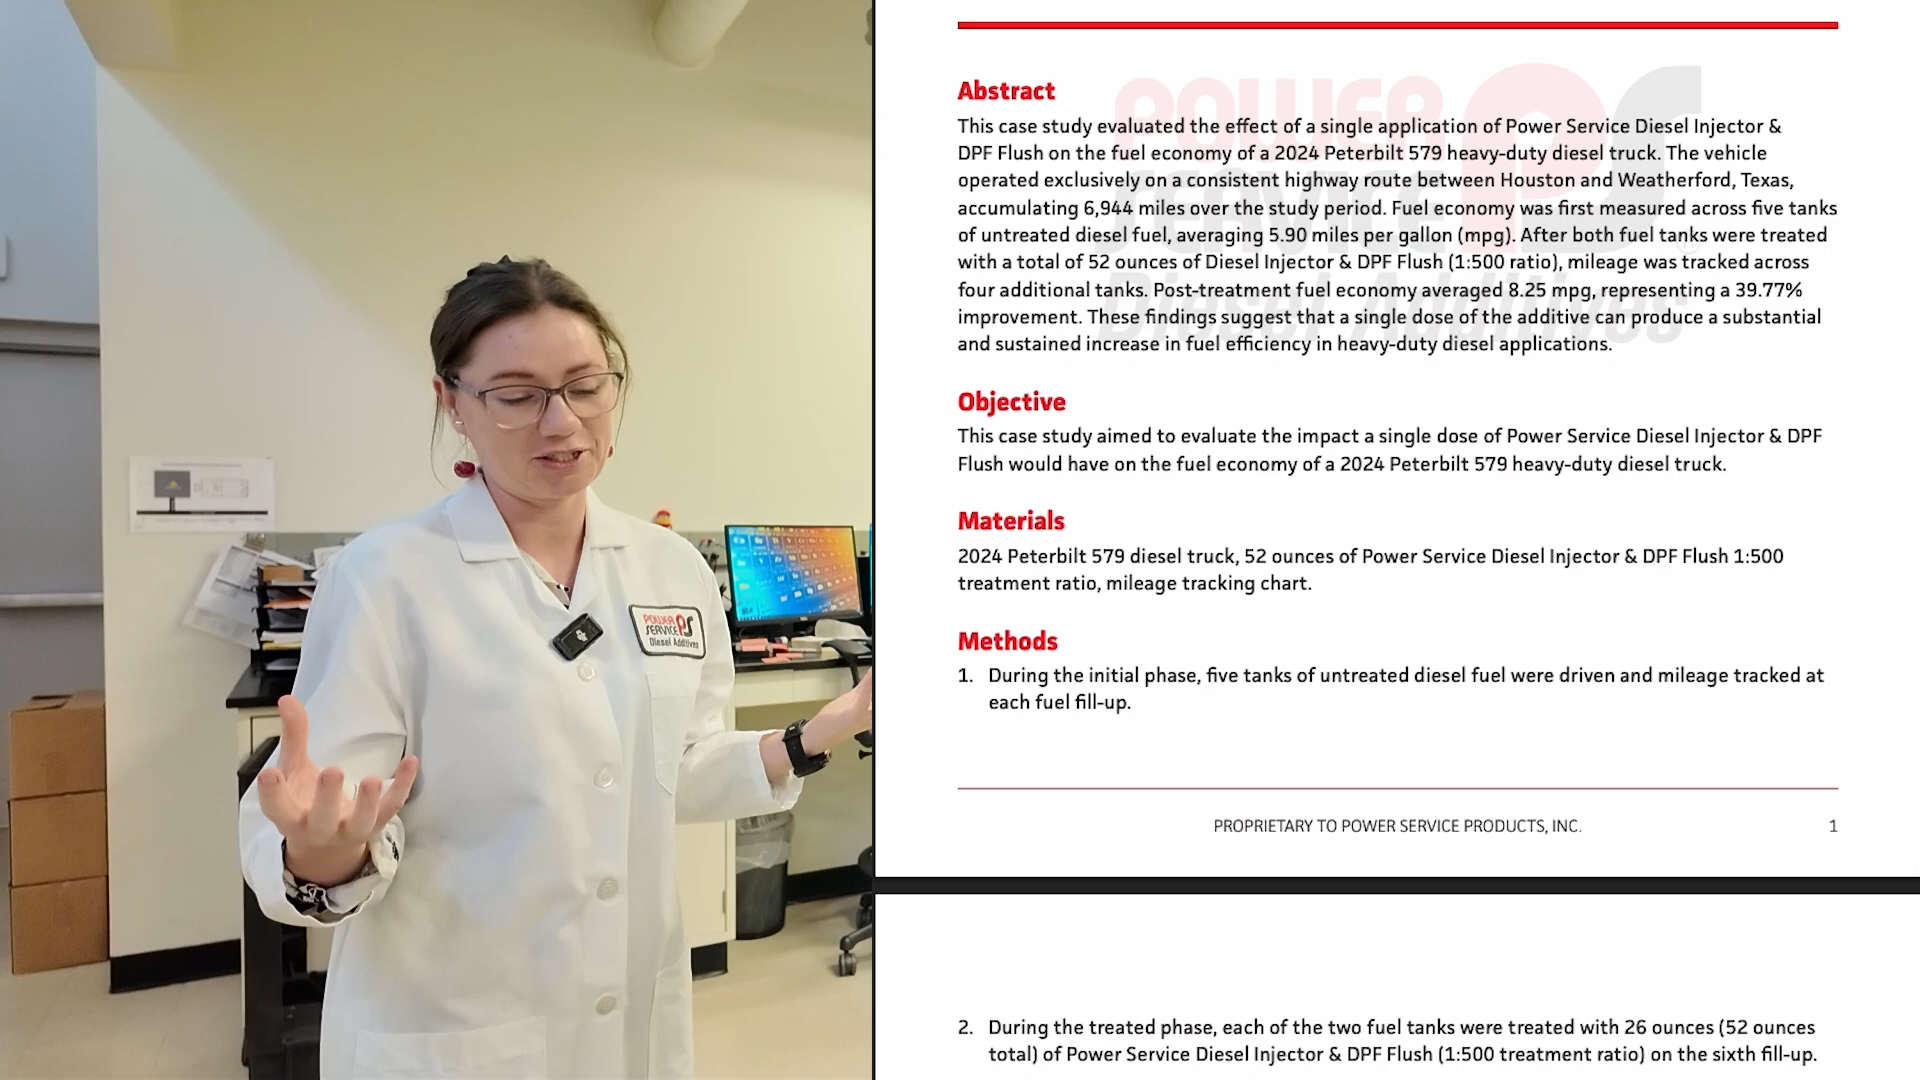 POWER
SERVICE PS
Diesel Additives
Abstract
This case study evaluated the effect of a single application of Power Service Diesel Injector &
DPF Flush on the fuel economy of a 2024 Peterbilt 579 heavy-duty diesel truck. The vehicle
operated exclusively on a consistent highway route between Houston and Weatherford, Texas,
accumulating 6,944 miles over the study period. Fuel economy was first measured across five tanks
of untreated diesel fuel, averaging 5.90 miles per gallon (mpg). After both fuel tanks were treated
with a total of 52 ounces of Diesel Injector & DPF Flush (1:500 ratio), mileage was tracked across
four additional tanks. Post-treatment fuel economy averaged 8.25 mpg, representing a 39.77%
improvement. These findings suggest that a single dose of the additive can produce a substantial
and sustained increase in fuel efficiency in heavy-duty diesel applications.
POWER
SERVICE PS
Diesel Additives
Objective
This case study aimed to evaluate the impact a single dose of Power Service Diesel Injector & DPF
Flush would have on the fuel economy of a 2024 Peterbilt 579 heavy-duty diesel truck.
Materials
2024 Peterbilt 579 diesel truck, 52 ounces of Power Service Diesel Injector & DPF Flush 1:500
treatment ratio, mileage tracking chart.
Methods
1. During the initial phase, five tanks of untreated diesel fuel were driven and mileage tracked at
each fuel fill-up.
PROPRIETARY TO POWER SERVICE PRODUCTS, INC. 1
2. During the treated phase, each of the two fuel tanks were treated with 26 ounces (52 ounces
total) of Power Service Diesel Injector & DPF Flush (1:500 treatment ratio) on the sixth fill-up.